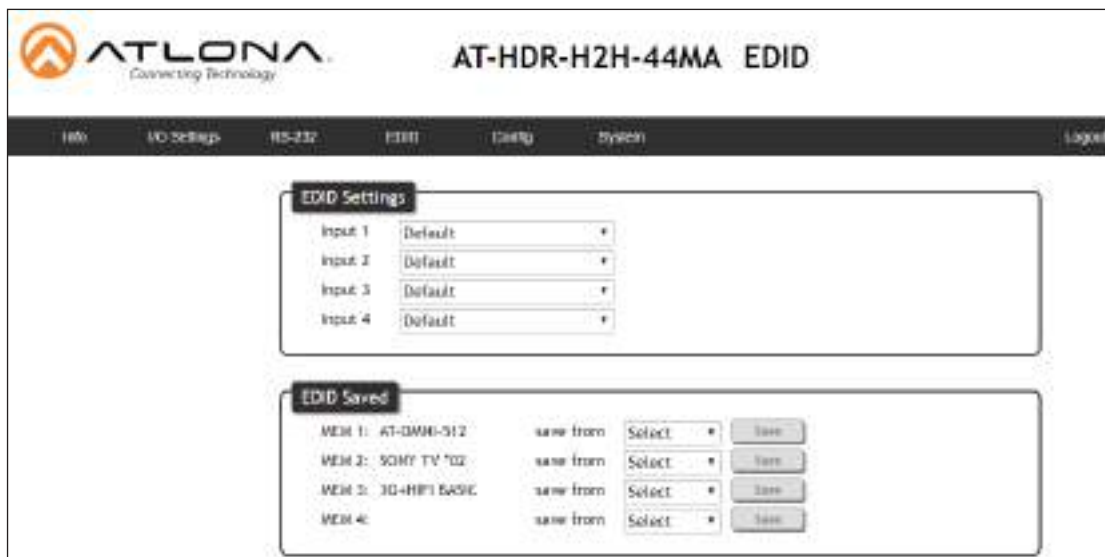 ATLONA
Connecting Technology
AT-HDR-H2H-44MA EDID
Info I/O Settings RS-232 EDID Config System Logout
EDID Settings
Input 1 Default
Input 2 Default
Input 3 Default
Input 4 Default
EDID Saved
MEM 1: AT-OMNI-512 save from Select Save
MEM 2: SONY TV *02 save from Select Save
MEM 3: save from Select Save
MEM 4: save from Select Save